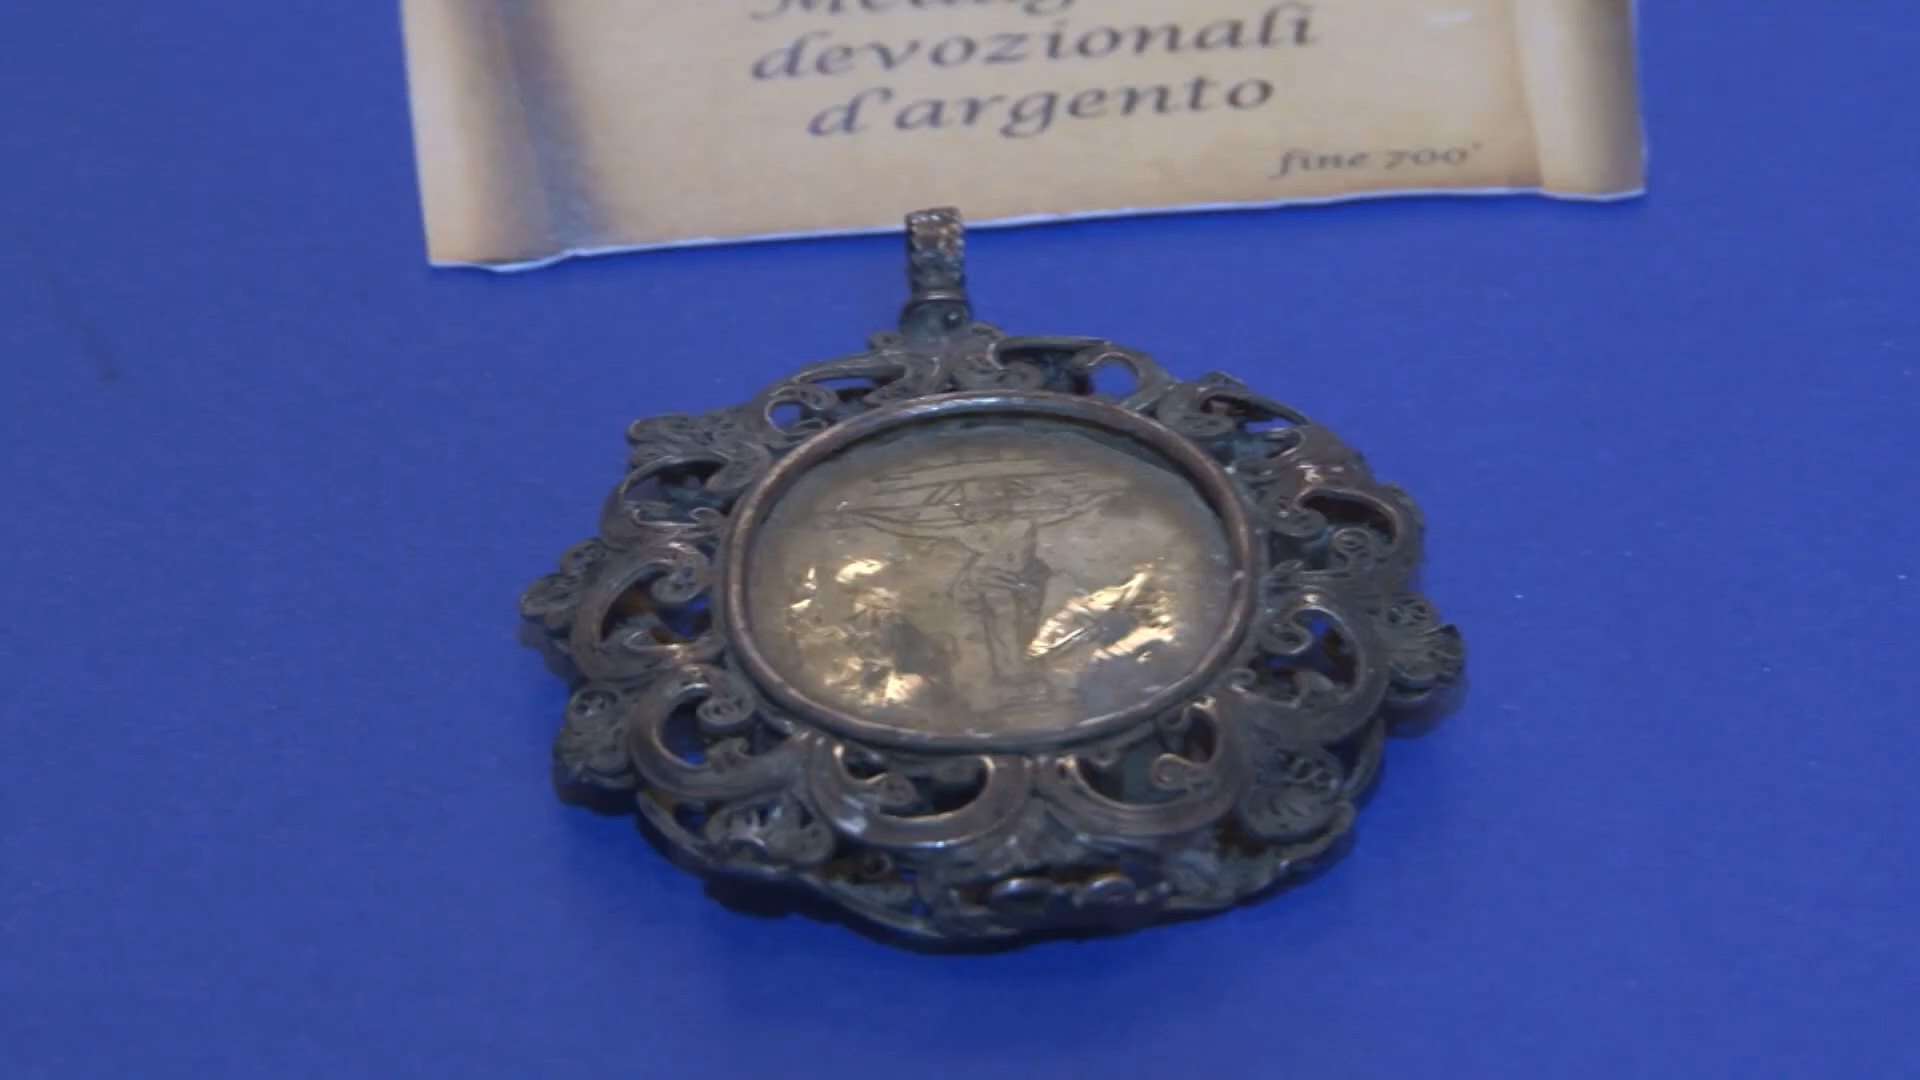 devozionali
d'argento
fine 700'